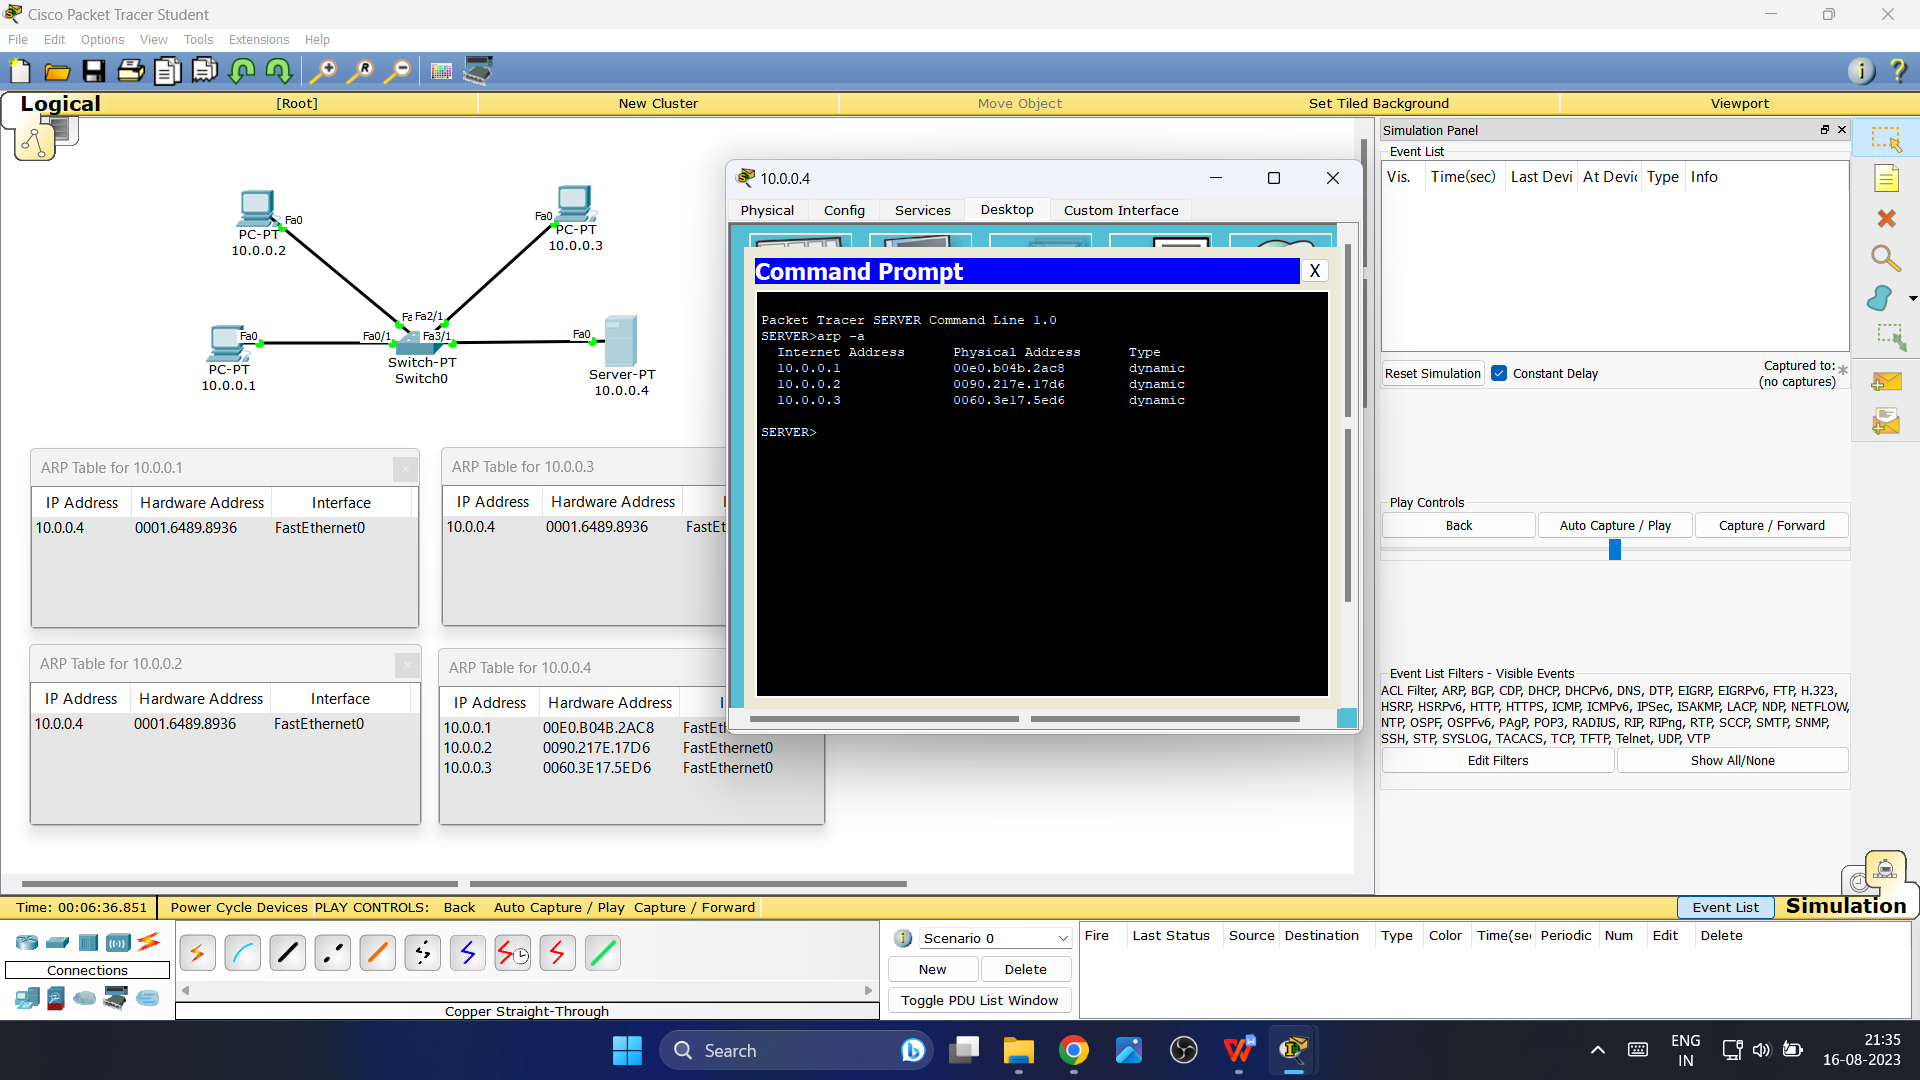 Cisco Packet Tracer Student
File Edit Options View Tools Extensions Help
Logical [Root] New Cluster Move Object Set Tiled Background Viewport
Fa0
PC-PT
10.0.0.2
Fa0
PC-PT
10.0.0.3
Fa Fa2/1
Fa0
PC-PT
10.0.0.1
Fa0/1
Fa3/1
Switch-PT
Switch0
Fa0
Server-PT
10.0.0.4
ARP Table for 10.0.0.1
IP Address Hardware Address Interface
10.0.0.4 0001.6489.8936 FastEthernet0
ARP Table for 10.0.0.3
IP Address Hardware Address I
10.0.0.4 0001.6489.8936 FastEt
ARP Table for 10.0.0.2
IP Address Hardware Address Interface
10.0.0.4 0001.6489.8936 FastEthernet0
ARP Table for 10.0.0.4
IP Address Hardware Address I
10.0.0.1 00E0.B04B.2AC8 FastEt
10.0.0.2 0090.217E.17D6 FastEthernet0
10.0.0.3 0060.3E17.5ED6 FastEthernet0
10.0.0.4
Physical Config Services Desktop Custom Interface
Command Prompt X
Packet Tracer SERVER Command Line 1.0
SERVER>arp -a
Internet Address Physical Address Type
10.0.0.1 00e0.b04b.2ac8 dynamic
10.0.0.2 0090.217e.17d6 dynamic
10.0.0.3 0060.3e17.5ed6 dynamic
SERVER>
Simulation Panel
Event List
Vis. Time(sec) Last Devi At Devic Type Info
Reset Simulation Constant Delay Captured to:
(no captures)
Play Controls
Back Auto Capture / Play Capture / Forward
Event List Filters - Visible Events
ACL Filter, ARP, BGP, CDP, DHCP, DHCPv6, DNS, DTP, EIGRP, EIGRPv6, FTP, H.323,
HSRP, HSRPv6, HTTP, HTTPS, ICMP, ICMPv6, IPSec, ISAKMP, LACP, NDP, NETFLOW,
NTP, OSPF, OSPFv6, PAgP, POP3, RADIUS, RIP, RIPng, RTP, SCCP, SMTP, SNMP,
SSH, STP, SYSLOG, TACACS, TCP, TFTP, Telnet, UDP, VTP
Edit Filters Show All/None
Time: 00:06:36.851 Power Cycle Devices PLAY CONTROLS: Back Auto Capture / Play Capture / Forward
Event List Simulation
Connections
Copper Straight-Through
Scenario 0
New Delete
Toggle PDU List Window
Fire Last Status Source Destination Type Color Time(se Periodic Num Edit Delete
Search
ENG
IN
21:35
16-08-2023